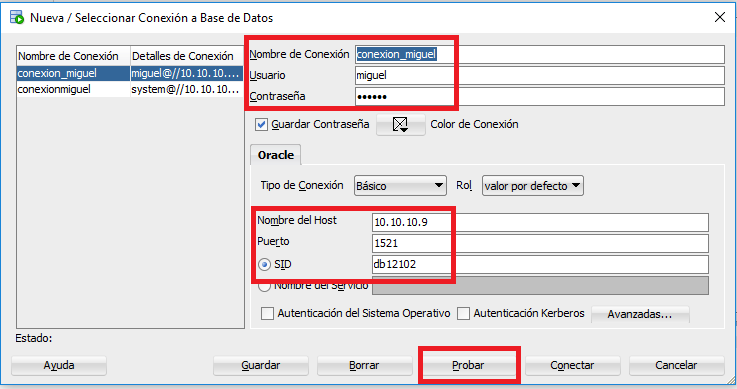 Nueva / Seleccionar Conexión a Base de Datos
Nombre de Conexión Detalles de Conexión
conexion_miguel miguel@//10.10.10....
conexionmiguel system@//10.10.10...
Nombre de Conexión conexion_miguel
Usuario miguel
Contraseña ••••••
Guardar Contraseña Color de Conexión
Oracle
Tipo de Conexión Básico Rol valor por defecto
Nombre del Host 10.10.10.9
Puerto 1521
SID db12102
Nombre del Servicio
Autenticación del Sistema Operativo Autenticación Kerberos Avanzadas...
Estado:
Ayuda Guardar Borrar Probar Conectar Cancelar